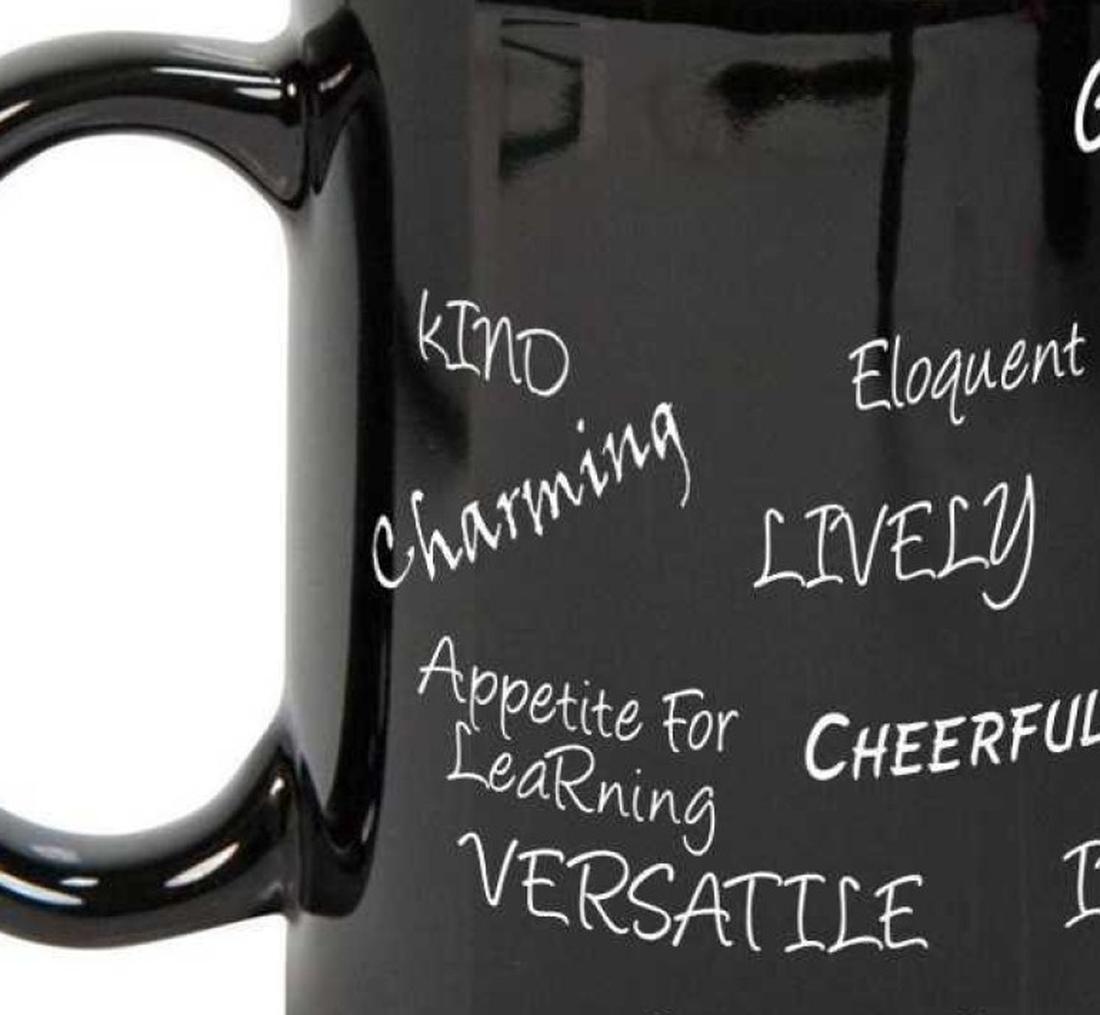 kIND
Eloquent
Charming
LIVELY
Appetite For
LeaRning
CHEERFUL
VERSATILE